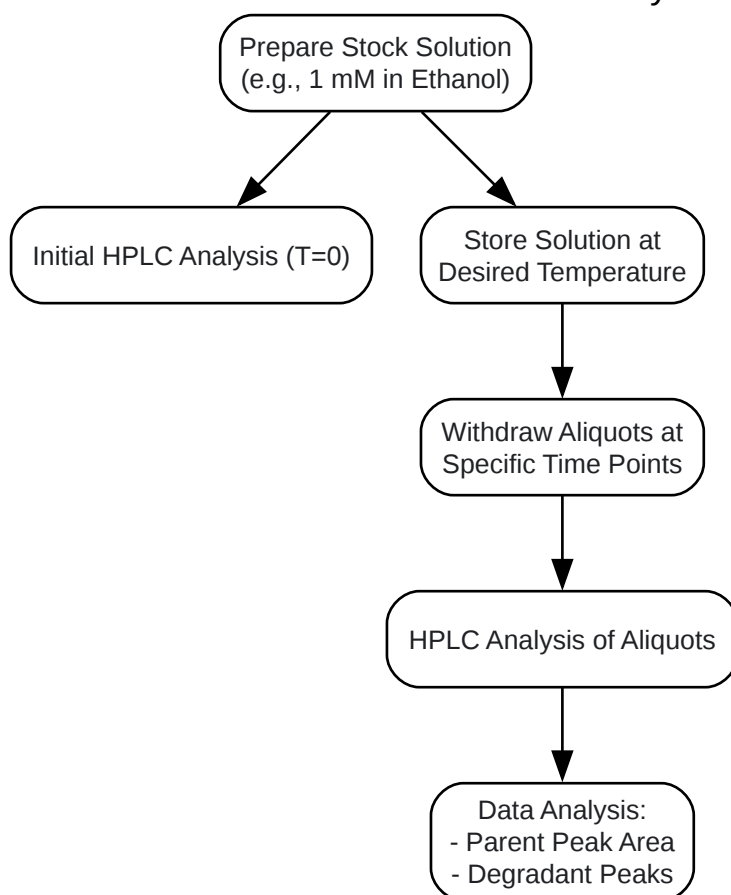 Prepare Stock Solution
(e.g., 1 mM in Ethanol)
Initial HPLC Analysis (T=0)
Store Solution at
Desired Temperature
Withdraw Aliquots at
Specific Time Points
HPLC Analysis of Aliquots
Data Analysis:
- Parent Peak Area
- Degradant Peaks